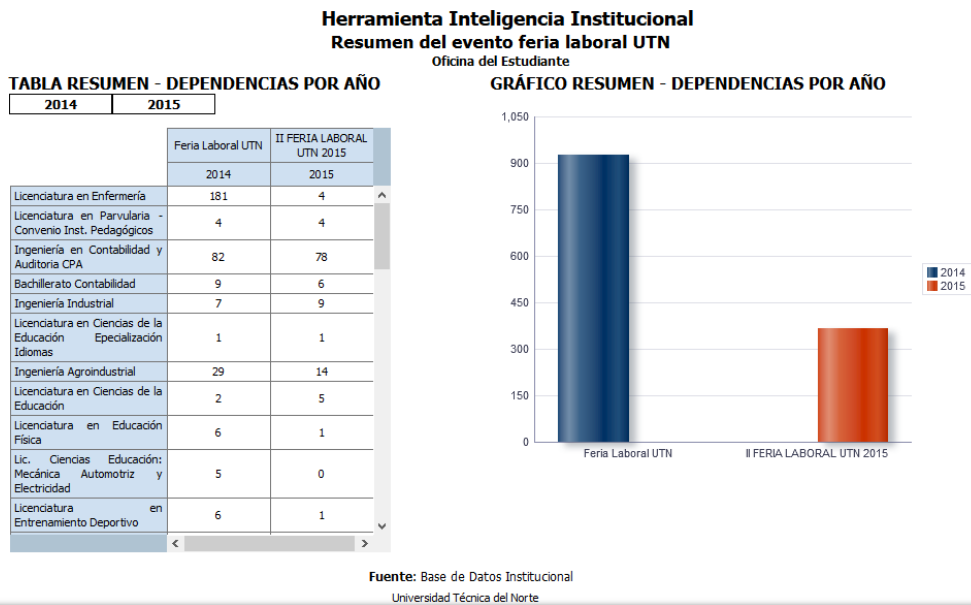 Herramienta Inteligencia Institucional
Resumen del evento feria laboral UTN
Oficina del Estudiante
TABLA RESUMEN - DEPENDENCIAS POR AÑO
2014 2015
Feria Laboral UTN II FERIA LABORAL
UTN 2015
2014 2015
Licenciatura en Enfermería 181 4
Licenciatura en Parvularia -
Convenio Inst. Pedagógicos 4 4
Ingeniería en Contabilidad y
Auditoria CPA 82 78
Bachillerato Contabilidad 9 6
Ingeniería Industrial 7 9
Licenciatura en Ciencias de la
Educación Epecialización
Idiomas 1 1
Ingeniería Agroindustrial 29 14
Licenciatura en Ciencias de la
Educación 2 5
Licenciatura en Educación
Física 6 1
Lic. Ciencias Educación:
Mecánica Automotriz y
Electricidad 5 0
Licenciatura en
Entrenamiento Deportivo 6 1
GRÁFICO RESUMEN - DEPENDENCIAS POR AÑO
1,050
900
750
600
450
300
150
0
Feria Laboral UTN II FERIA LABORAL UTN 2015
2014
2015
Fuente: Base de Datos Institucional
Universidad Técnica del Norte